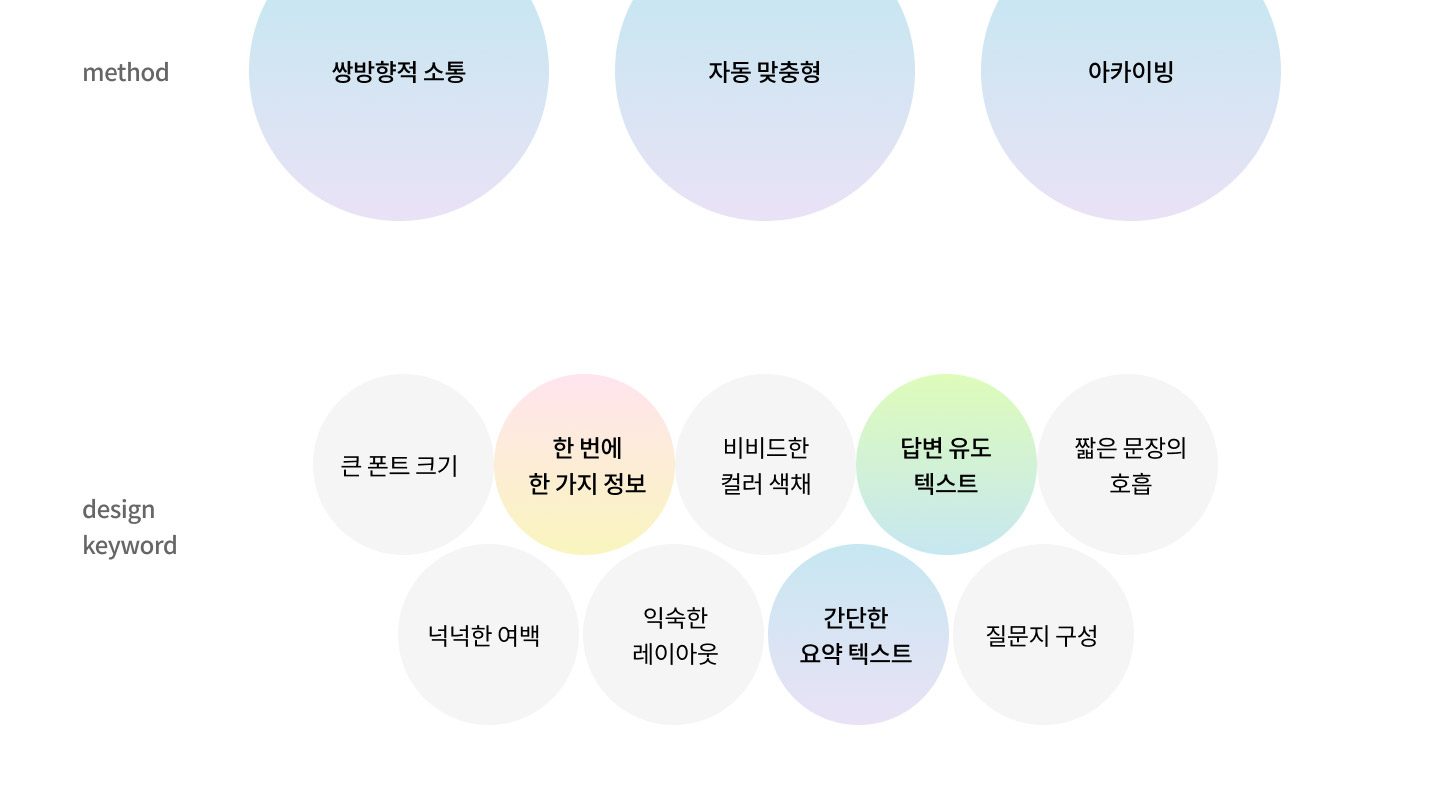 method
쌍방향적 소통
자동 맞춤형
아카이빙
design
keyword
큰 폰트 크기
한 번에
한 가지 정보
비비드한
컬러 색채
답변 유도
텍스트
짧은 문장의
호흡
넉넉한 여백
익숙한
레이아웃
간단한
요약 텍스트
질문지 구성